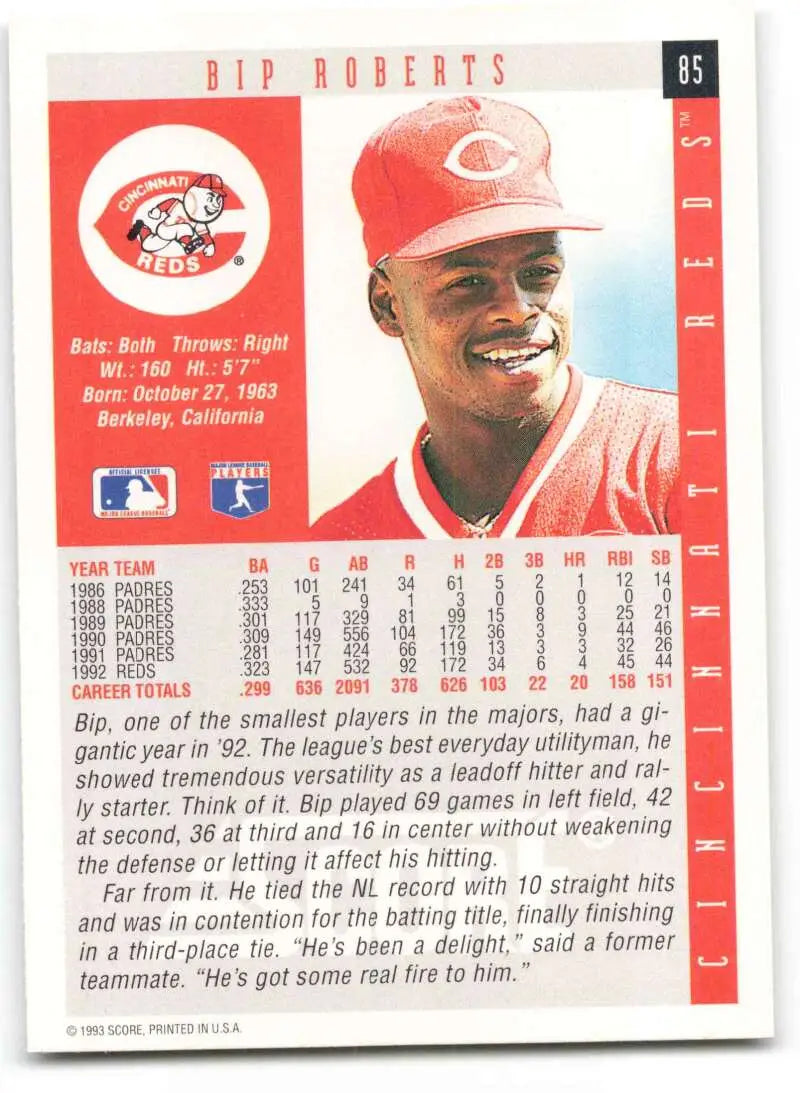 BIP ROBERTS
85
CINCINNATI
REDS
®
Bats: Both Throws: Right
Wt.: 160 Ht.: 5'7"
Born: October 27, 1963
Berkeley, California
OFFICIAL LICENSEE
MAJOR LEAGUE BASEBALL
MAJOR LEAGUE BASEBALL
PLAYERS
CINCINNATI REDS™
YEAR TEAM BA G AB R H 2B 3B HR RBI SB
1986 PADRES .253 101 241 34 61 5 2 1 12 14
1988 PADRES .333 5 9 1 3 0 0 0 0 0
1989 PADRES .301 117 329 81 99 15 8 3 25 21
1990 PADRES .309 149 556 104 172 36 3 9 44 46
1991 PADRES .281 117 424 66 119 13 3 3 32 26
1992 REDS .323 147 532 92 172 34 6 4 45 44
CAREER TOTALS .299 636 2091 378 626 103 22 20 158 151
Bip, one of the smallest players in the majors, had a gi-
gantic year in '92. The league's best everyday utilityman, he
showed tremendous versatility as a leadoff hitter and ral-
ly starter. Think of it. Bip played 69 games in left field, 42
at second, 36 at third and 16 in center without weakening
the defense or letting it affect his hitting.
Far from it. He tied the NL record with 10 straight hits
and was in contention for the batting title, finally finishing
in a third-place tie. "He's been a delight," said a former
teammate. "He's got some real fire to him."
SCORE ®
© 1993 SCORE, PRINTED IN U.S.A.